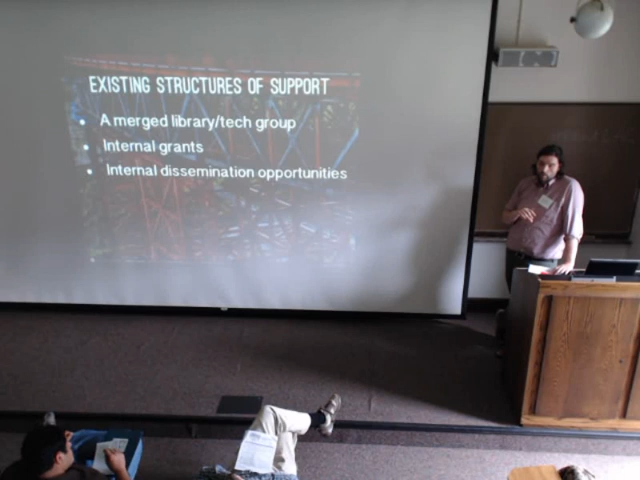 EXISTING STRUCTURES OF SUPPORT
• A merged library/tech group
• Internal grants
• Internal dissemination opportunities